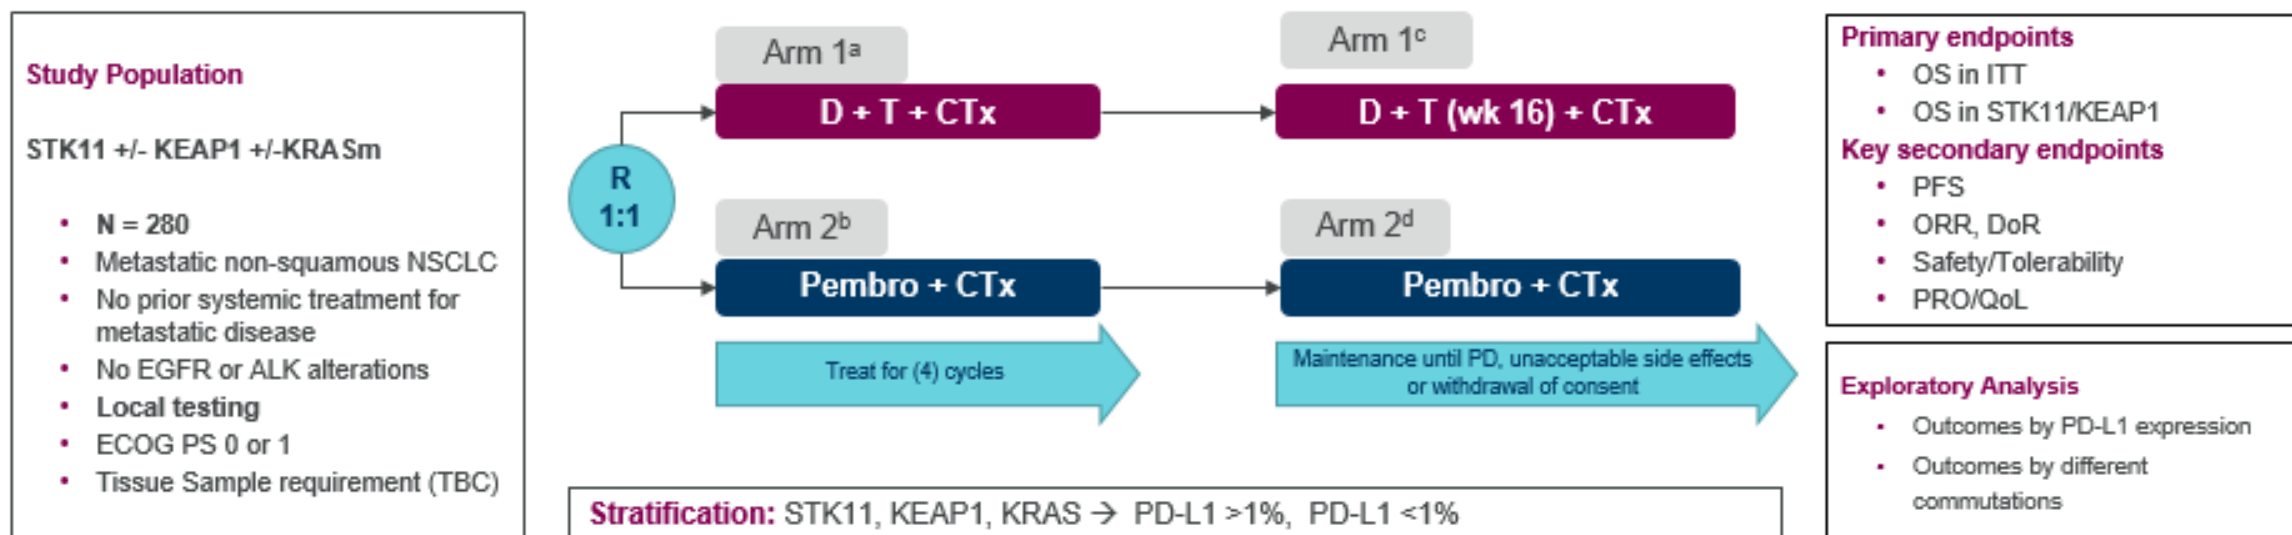 Study Population
STK11 +/- KEAP1 +/-KRASm
• N = 280
• Metastatic non-squamous NSCLC
• No prior systemic treatment for
metastatic disease
• No EGFR or ALK alterations
• Local testing
• ECOG PS 0 or 1
• Tissue Sample requirement (TBC)
R
1:1
Arm 1ᵃ
D + T + CTx
Arm 1ᶜ
D + T (wk 16) + CTx
Arm 2ᵇ
Pembro + CTx
Arm 2ᵈ
Pembro + CTx
Treat for (4) cycles
Maintenance until PD, unacceptable side effects
or withdrawal of consent
Stratification: STK11, KEAP1, KRAS → PD-L1 >1%, PD-L1 <1%
Primary endpoints
• OS in ITT
• OS in STK11/KEAP1
Key secondary endpoints
• PFS
• ORR, DoR
• Safety/Tolerability
• PRO/QoL
Exploratory Analysis
• Outcomes by PD-L1 expression
• Outcomes by different
commutations